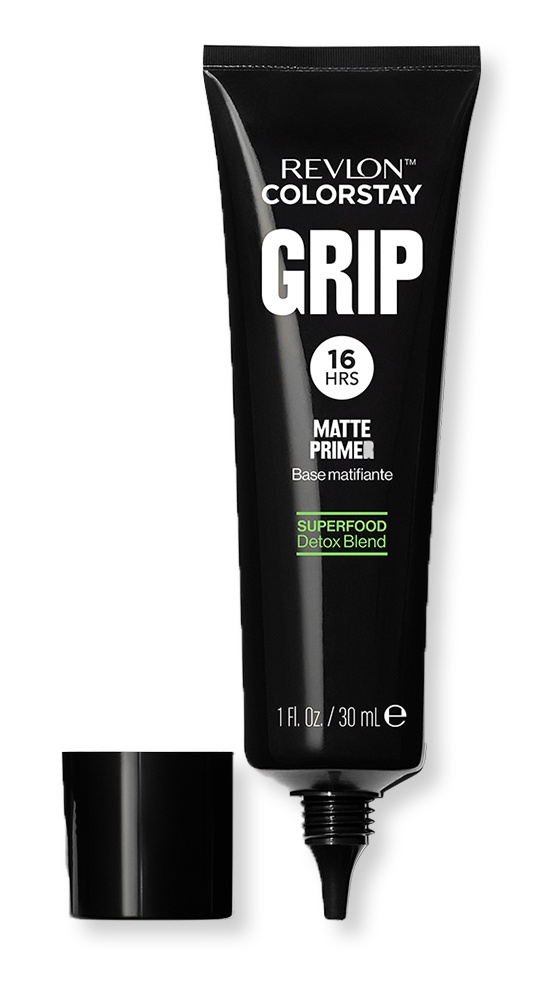 REVLON™
COLORSTAY
GRIP
16
HRS
MATTE
PRIMER
Base matifiante
SUPERFOOD
Detox Blend
1 Fl. Oz. / 30 mL ℮